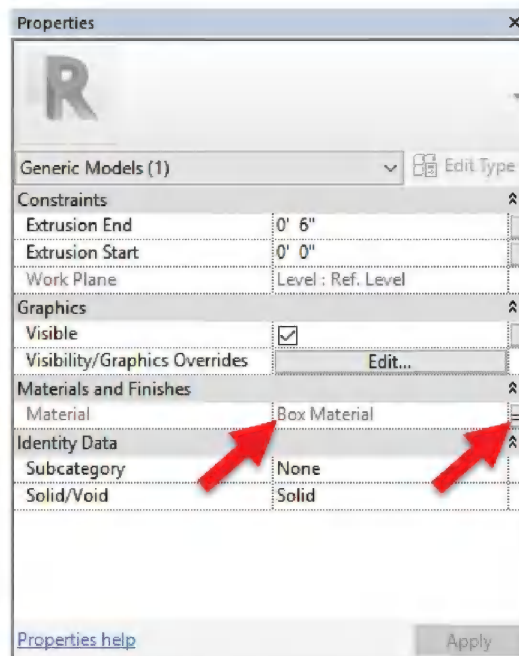 Properties
R
Generic Models (1) Edit Type
Constraints
Extrusion End 0' 6"
Extrusion Start 0' 0"
Work Plane Level : Ref. Level
Graphics
Visible
Visibility/Graphics Overrides Edit...
Materials and Finishes
Material Box Material
Identity Data
Subcategory None
Solid/Void Solid
Properties help Apply